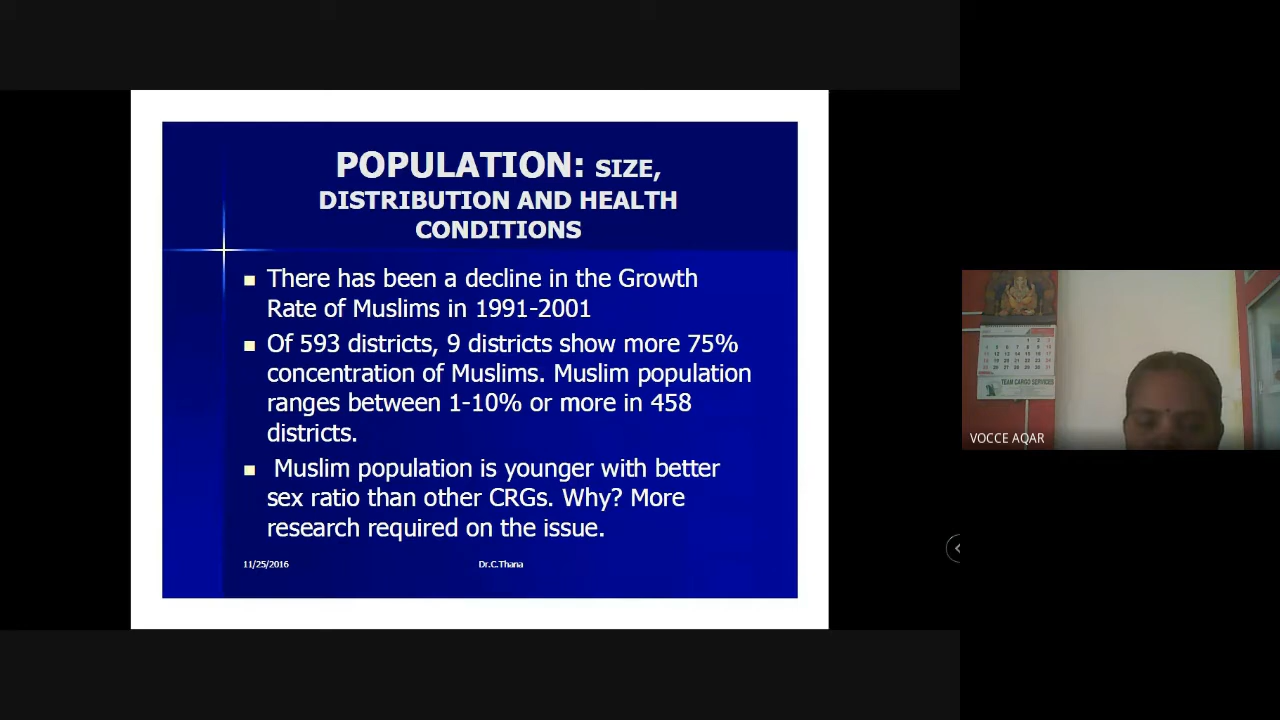 POPULATION: SIZE,
DISTRIBUTION AND HEALTH
CONDITIONS
There has been a decline in the Growth
Rate of Muslims in 1991-2001
Of 593 districts, 9 districts show more 75%
concentration of Muslims. Muslim population
ranges between 1-10% or more in 458
districts.
Muslim population is younger with better
sex ratio than other CRGs. Why? More
research required on the issue.
11/25/2016
Dr.C.Thana
TEAM CARGO SERVICES
VOCCE AQAR